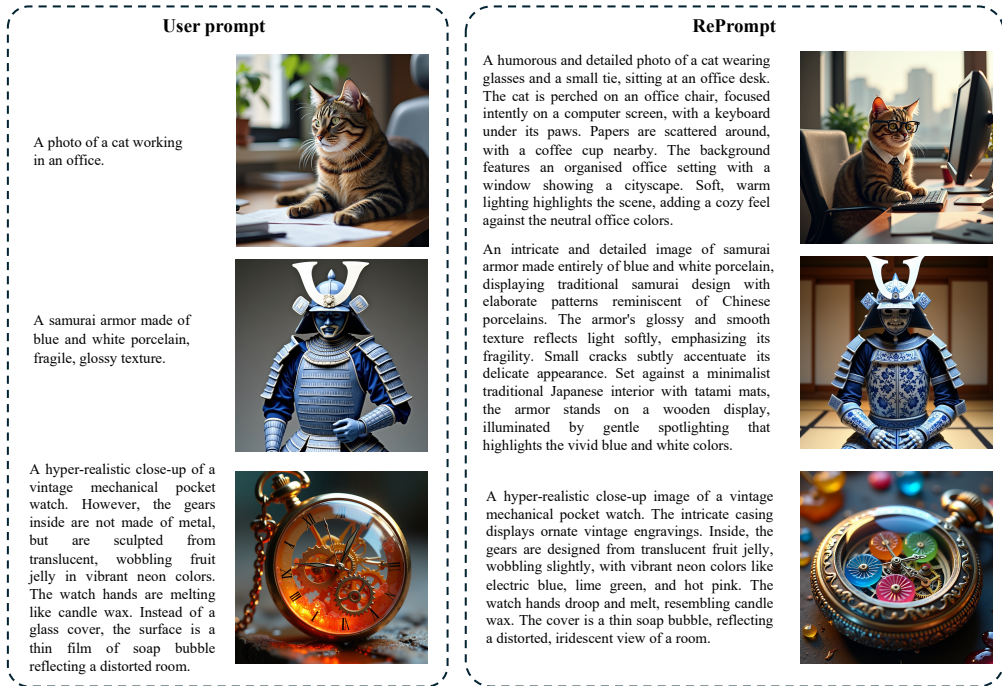 User prompt
A photo of a cat working
in an office.
A samurai armor made of
blue and white porcelain,
fragile, glossy texture.
A hyper-realistic close-up of a
vintage mechanical pocket
watch. However, the gears
inside are not made of metal,
but are sculpted from
translucent, wobbling fruit
jelly in vibrant neon colors.
The watch hands are melting
like candle wax. Instead of a
glass cover, the surface is a
thin film of soap bubble
reflecting a distorted room.
RePrompt
A humorous and detailed photo of a cat wearing
glasses and a small tie, sitting at an office desk.
The cat is perched on an office chair, focused
intently on a computer screen, with a keyboard
under its paws. Papers are scattered around,
with a coffee cup nearby. The background
features an organised office setting with a
window showing a cityscape. Soft, warm
lighting highlights the scene, adding a cozy feel
against the neutral office colors.
An intricate and detailed image of samurai
armor made entirely of blue and white porcelain,
displaying traditional samurai design with
elaborate patterns reminiscent of Chinese
porcelains. The armor's glossy and smooth
texture reflects light softly, emphasizing its
fragility. Small cracks subtly accentuate its
delicate appearance. Set against a minimalist
traditional Japanese interior with tatami mats,
the armor stands on a wooden display,
illuminated by gentle spotlighting that
highlights the vivid blue and white colors.
A hyper-realistic close-up image of a vintage
mechanical pocket watch. The intricate casing
displays ornate vintage engravings. Inside, the
gears are designed from translucent fruit jelly,
wobbling slightly, with vibrant neon colors like
electric blue, lime green, and hot pink. The
watch hands droop and melt, resembling candle
wax. The cover is a thin soap bubble, reflecting
a distorted, iridescent view of a room.